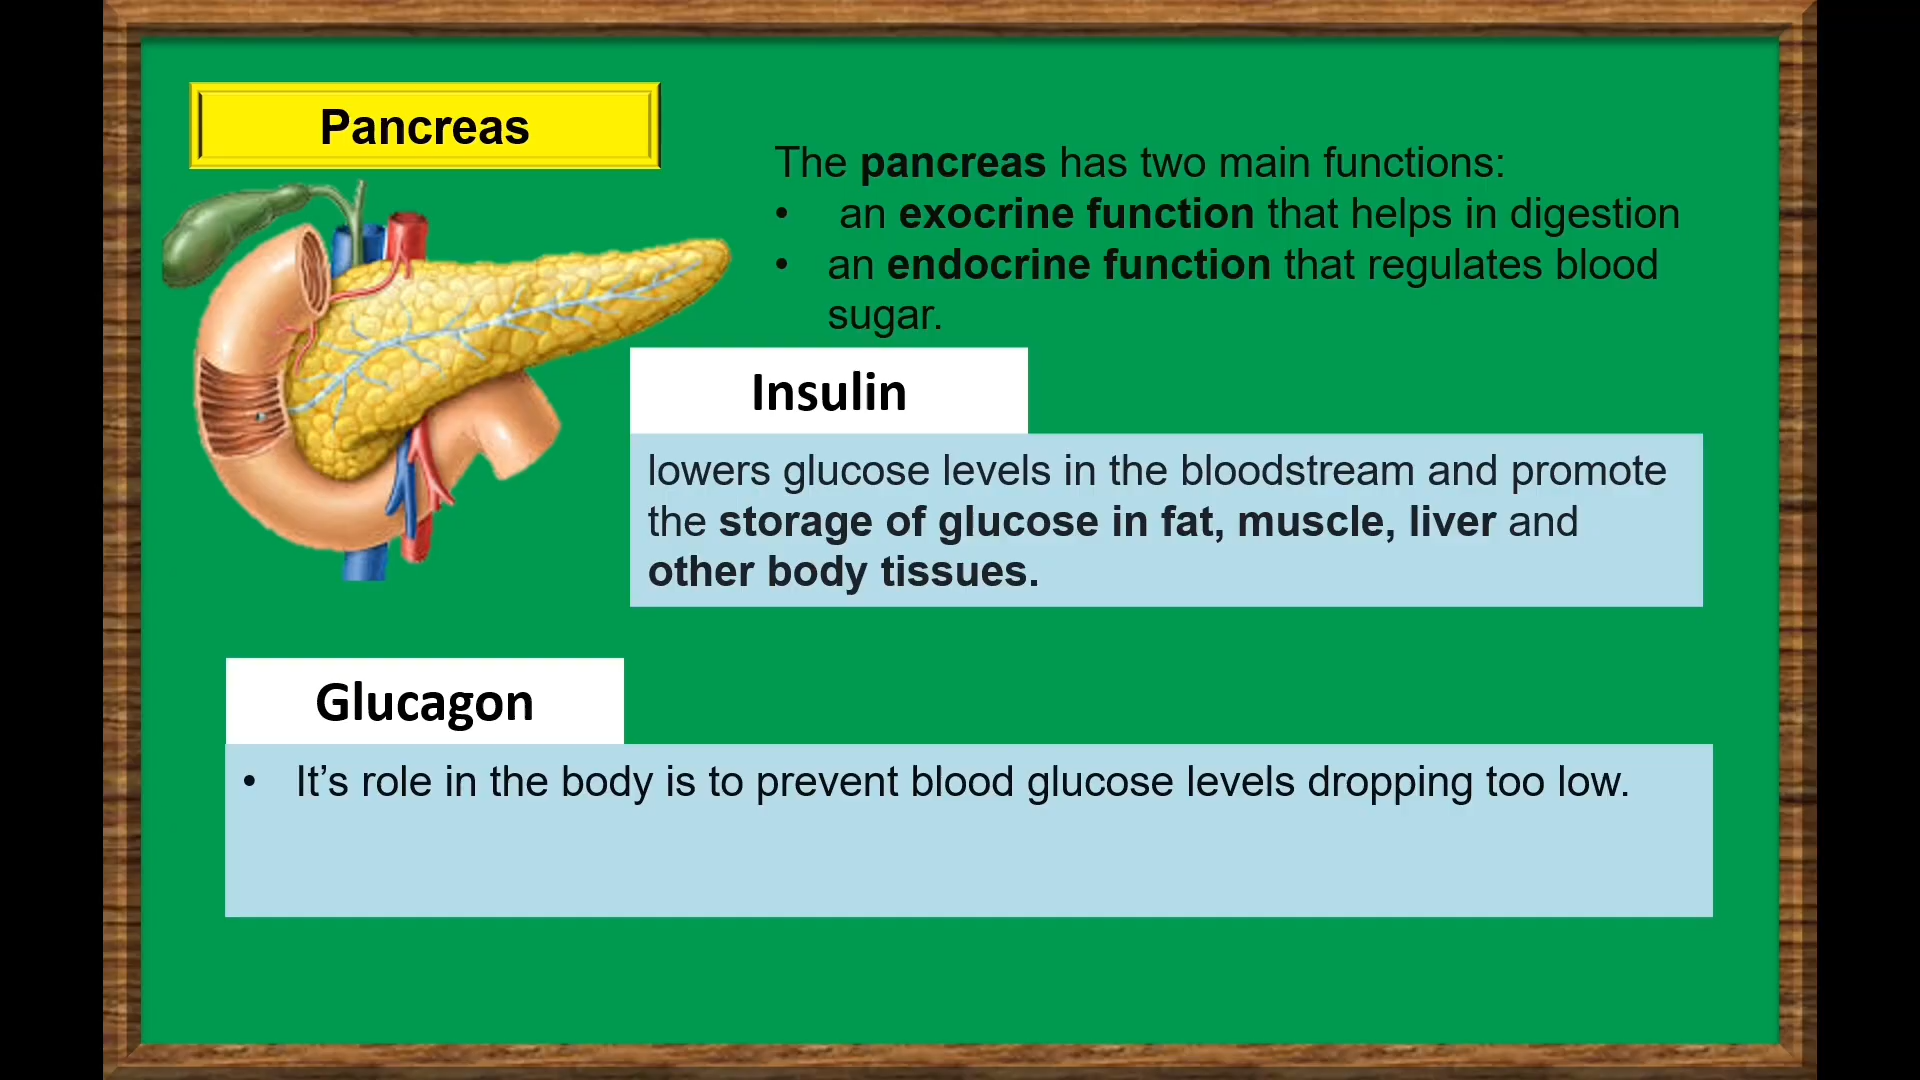 Pancreas
The pancreas has two main functions:
• an exocrine function that helps in digestion
• an endocrine function that regulates blood
sugar.
Insulin
lowers glucose levels in the bloodstream and promote
the storage of glucose in fat, muscle, liver and
other body tissues.
Glucagon
• It’s role in the body is to prevent blood glucose levels dropping too low.